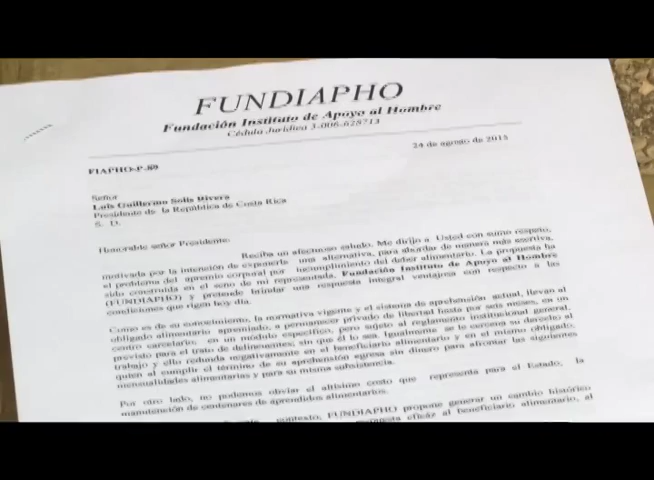 FUNDIAPHO
Fundación Instituto de Apoyo al Hombre
Cédula Jurídica 3-006-628713
24 de agosto de 2015
FIAPHO-P-89
Señor
Luis Guillermo Solís Rivera
Presidente de la República de Costa Rica
S. D.
Honorable señor Presidente:
Reciba un afectuoso saludo. Me dirijo a Usted con sumo respeto,
motivada por la intención de exponerle una alternativa, para abordar de manera más asertiva,
el problema del apremio corporal por incumplimiento del deber alimentario. La propuesta ha
sido construida en el seno de mi representada, Fundación Instituto de Apoyo al Hombre
(FUNDIAPHO) y pretende brindar una respuesta integral ventajosa con respecto a las
condiciones que rigen hoy día.
Como es de su conocimiento, la normativa vigente y el sistema de aprehensión actual, llevan al
obligado alimentario apremiado, a permanecer privado de libertad hasta por seis meses, en un
centro carcelario, en un módulo específico, pero sujeto al reglamento institucional general,
previsto para el trato de delincuentes; sin que él lo sea. Igualmente se le cercena su derecho al
trabajo y ello redunda negativamente en el beneficiario alimentario y en el mismo obligado,
quien al cumplir el término de su aprehensión egresa sin dinero para afrontar las siguientes
mensualidades alimentarias y para su misma subsistencia.
Por otro lado, no podemos obviar el altísimo costo que representa para el Estado, la
manutención de centenares de aprendidos alimentarios.
contexto, FUNDIAPHO propone generar un cambio histórico
respuesta eficáz al beneficiario alimentario, al